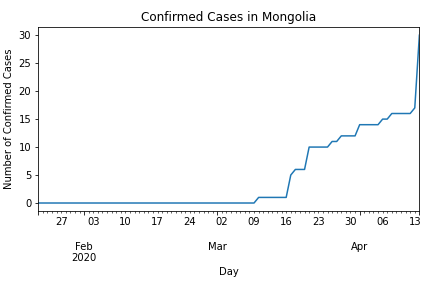 Confirmed Cases in Mongolia
Number of Confirmed Cases
30
25
20
15
10
5
0
27 03 10 17 24 02 09 16 23 30 06 13
Feb Mar Apr
2020
Day